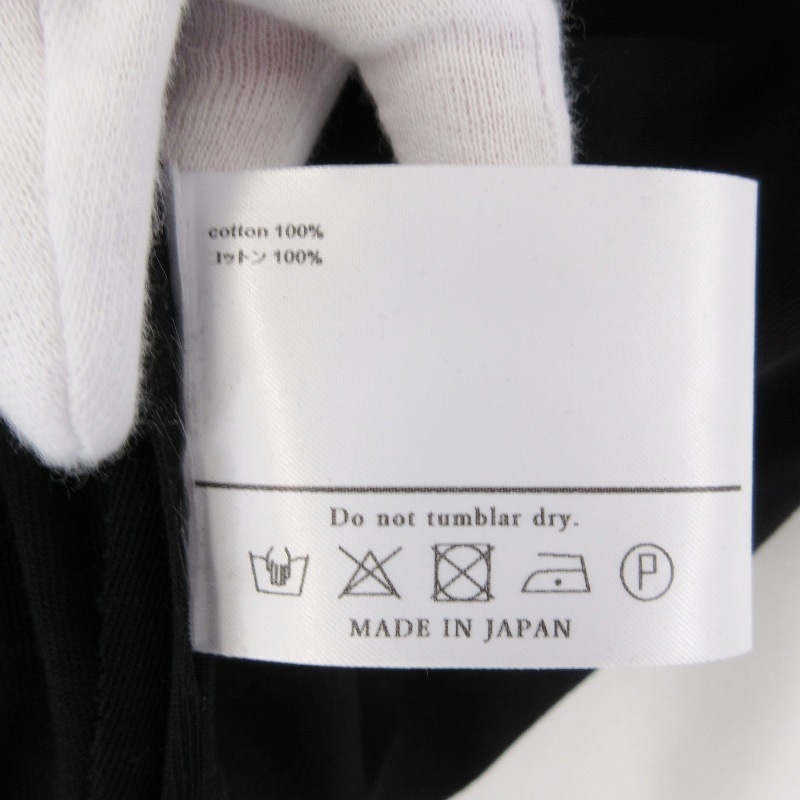 cotton 100%
コットン 100%
Do not tumblar dry.
P
MADE IN JAPAN